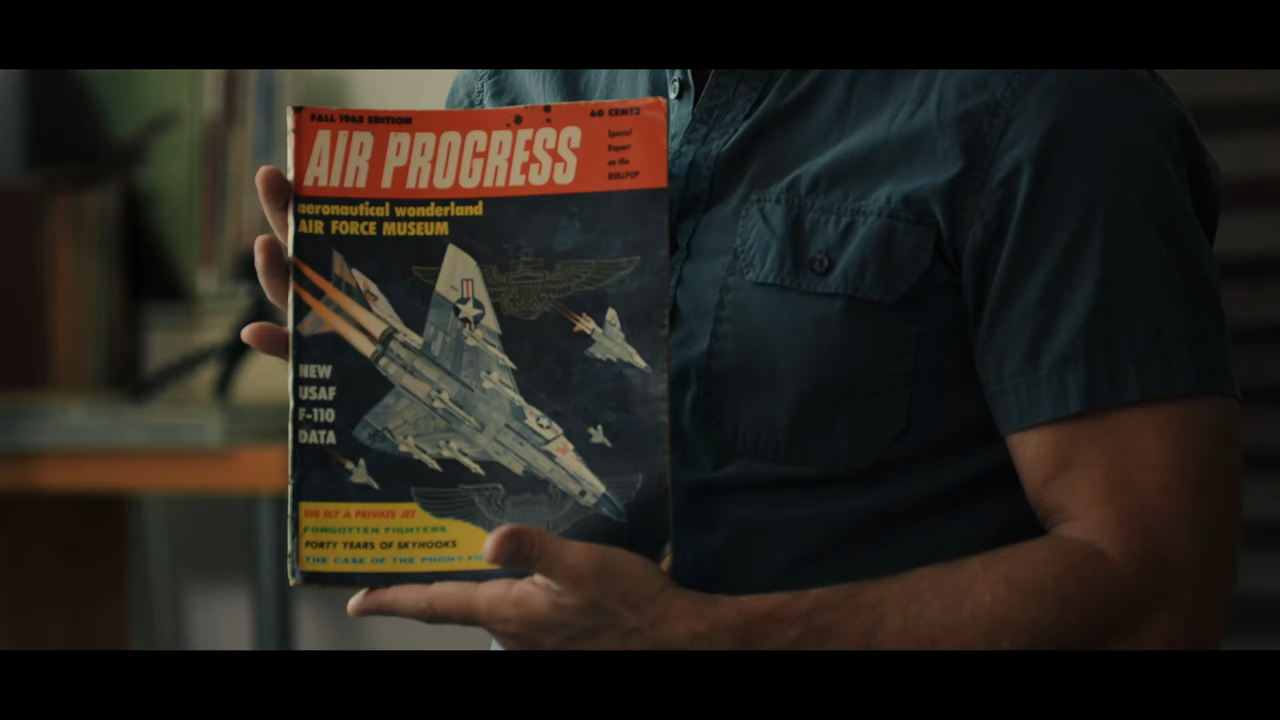 FALL 1962 EDITION
60 CENTS
AIR PROGRESS
Special
Report
on the
BULLPUP
aeronautical wonderland
AIR FORCE MUSEUM
NEW
USAF
F-110
DATA
WE FLY A PRIVATE JET
FORGOTTEN FIGHTERS
FORTY YEARS OF SKYHOOKS
THE CASE OF THE PHONY